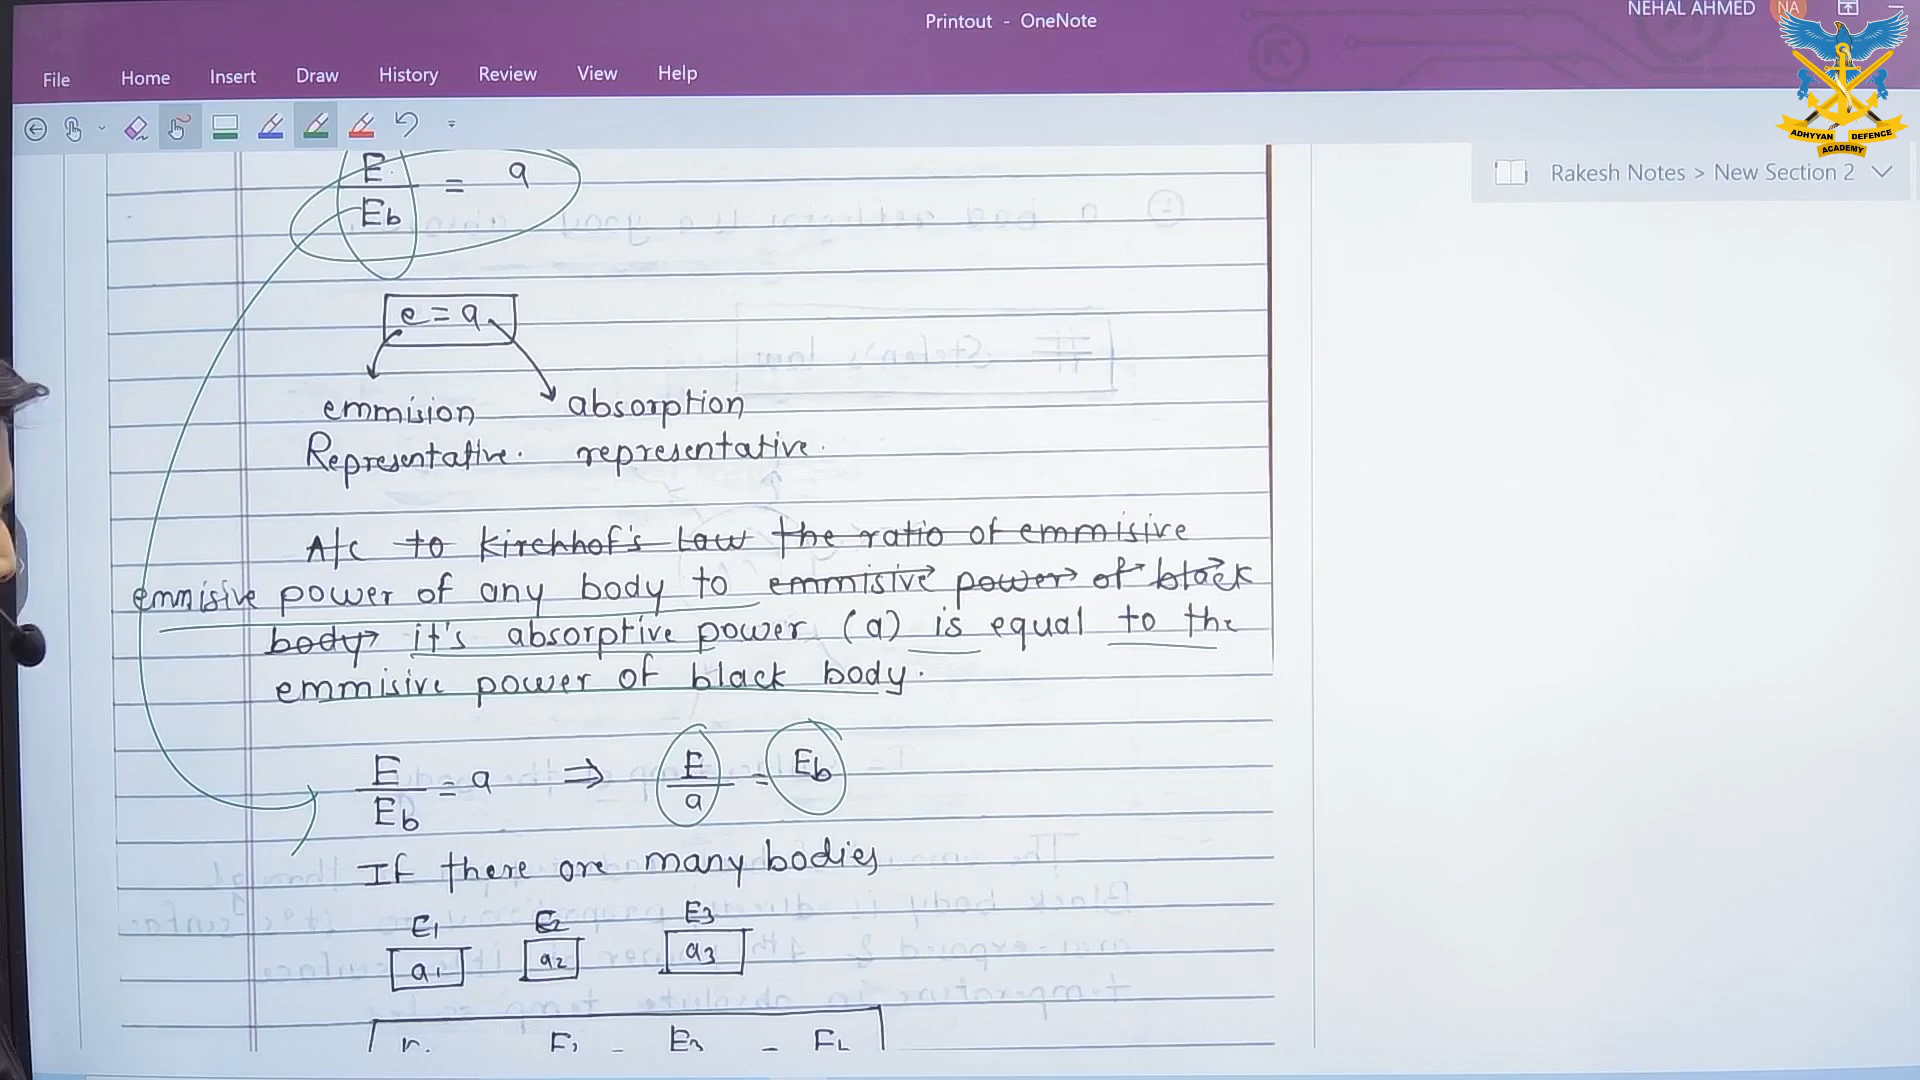 Printout - OneNote
NEHAL AHMED
NA
File Home Insert Draw History Review View Help
ADHYYAN DEFENCE
ACADEMY
Rakesh Notes > New Section 2
E
Eb
= a
e = a
emmision absorption
Representative. representative.
A/c to Kirchhof's Law the ratio of emmisive
emmisive power of any body to emmisive power of black
body it's absorptive power (a) is equal to the
emmisive power of black body.
E/Eb = a ⇒ E/a = Eb
If there are many bodies
E1 E2 E3
a1 a2 a3